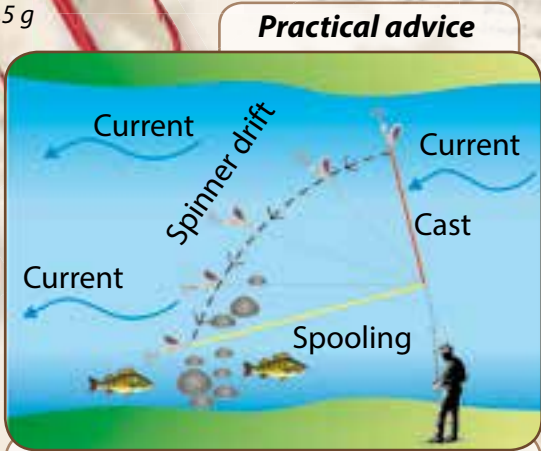 5 g
Practical advice
Current
Spinner drift
Current
Cast
Current
Spooling